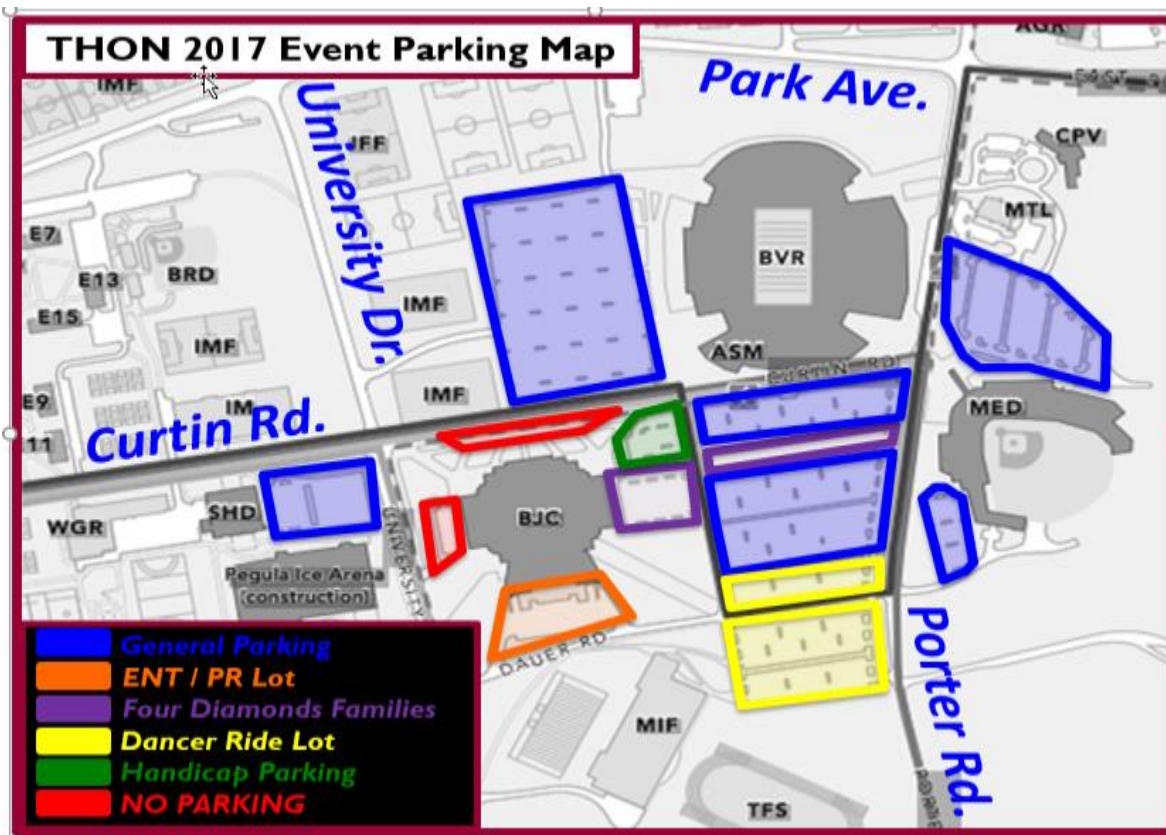 THON 2017 Event Parking Map
AGR
Park Ave.
IMF
University Dr.
JFF
CPV
MTL
E7
BRD
E13
BVR
E15
IMF
IMF
ASM
CURTIN RD
E9
IM
IMF
MED
11
Curtin Rd.
WGR
SHD
BJC
UNIVERSITY
Pegula Ice Arena
(construction)
DAUER RD
Porter Rd.
MIF
TFS
General Parking
ENT / PR Lot
Four Diamonds Families
Dancer Ride Lot
Handicap Parking
NO PARKING